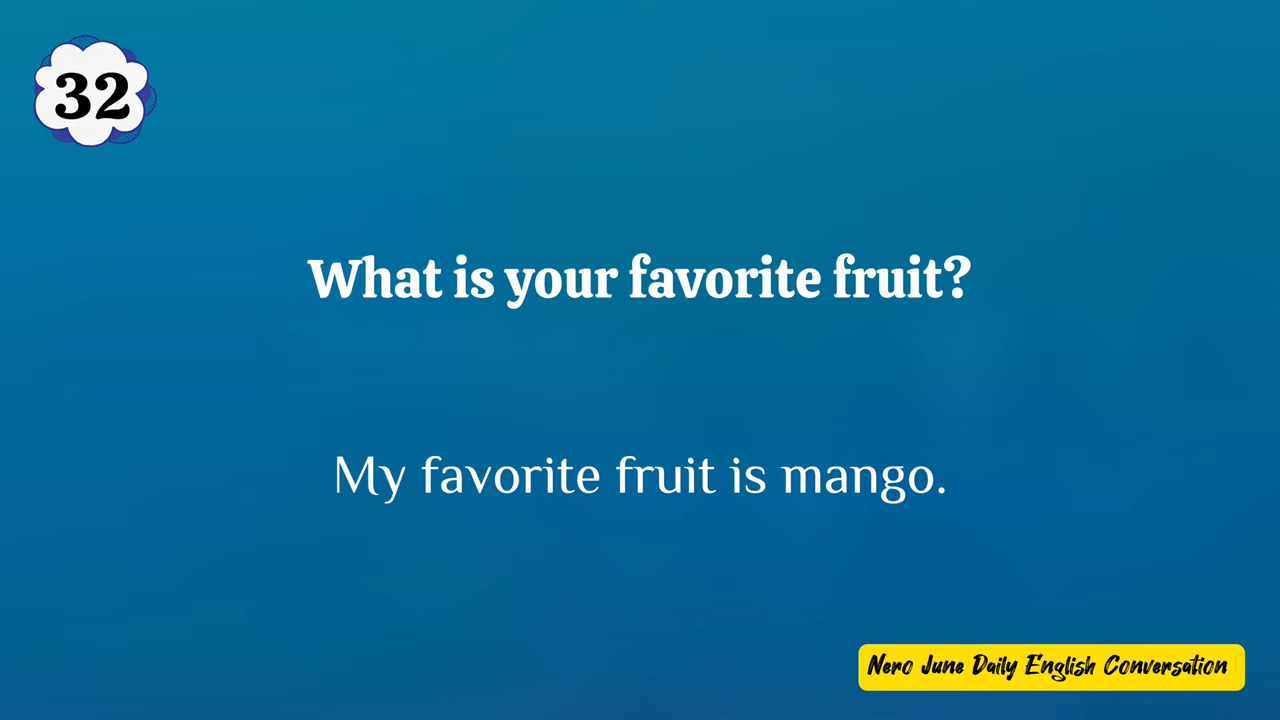 32
What is your favorite fruit?
My favorite fruit is mango.
Nero June Daily English Conversation